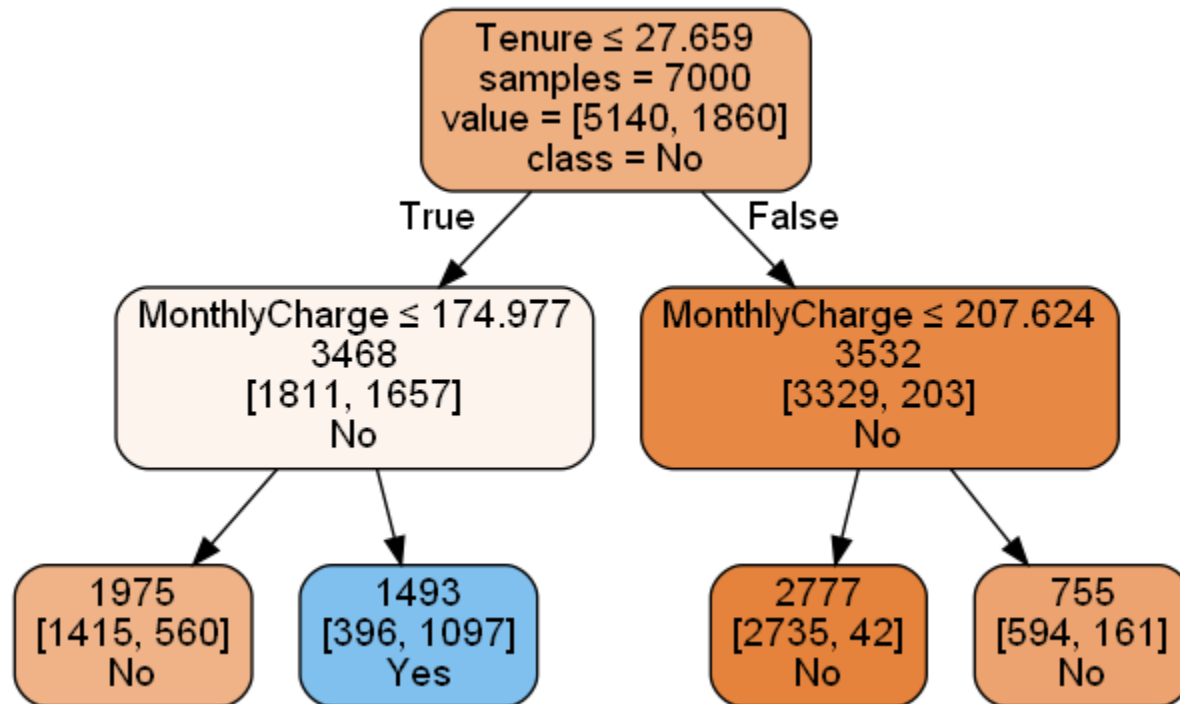 Tenure ≤ 27.659
samples = 7000
value = [5140, 1860]
class = No
True
False
MonthlyCharge ≤ 174.977
3468
[1811, 1657]
No
MonthlyCharge ≤ 207.624
3532
[3329, 203]
No
1975
[1415, 560]
No
1493
[396, 1097]
Yes
2777
[2735, 42]
No
755
[594, 161]
No